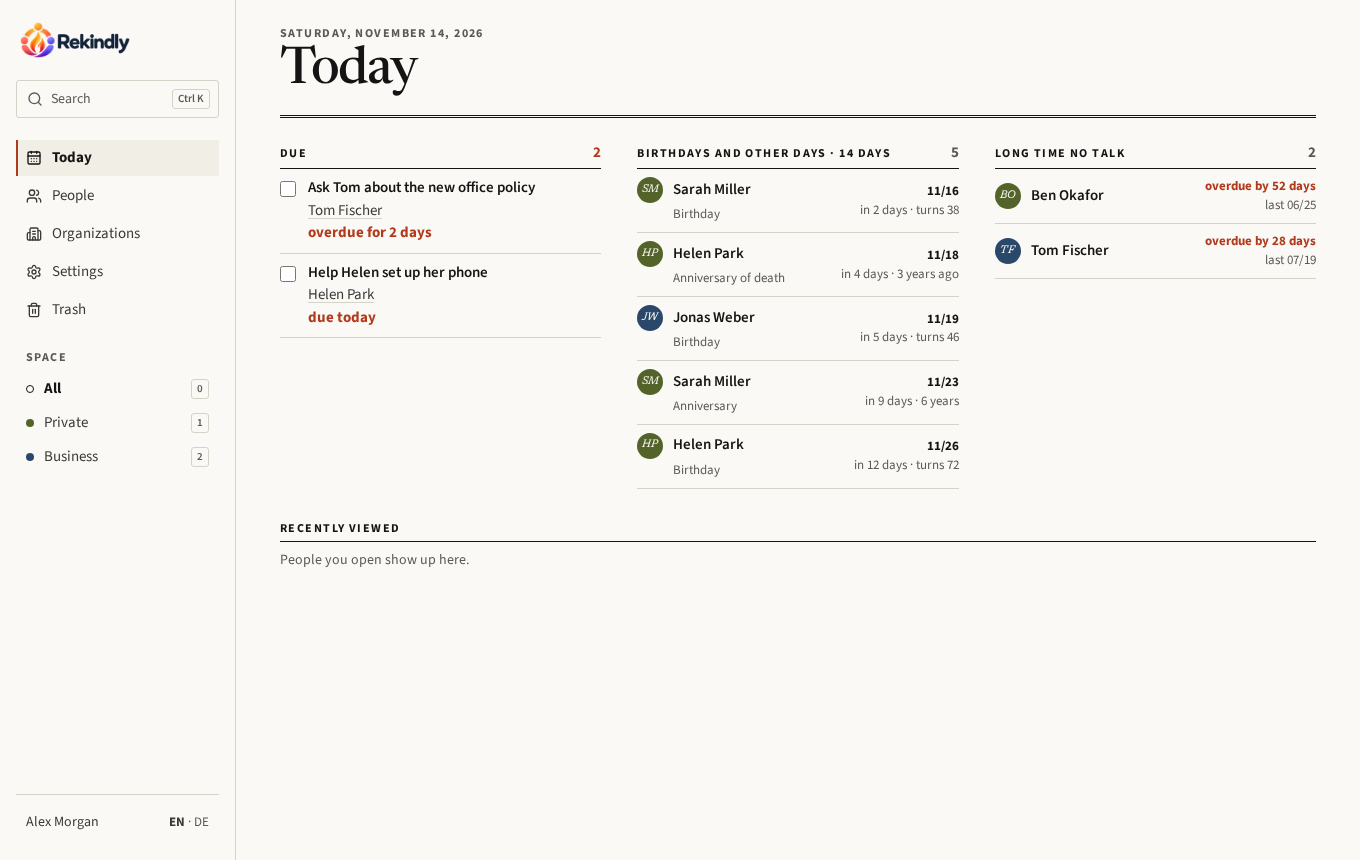 Rekindly
Search
Ctrl K
Today
People
Organizations
Settings
Trash
SPACE
All
0
Private
1
Business
2
Alex Morgan
EN · DE
SATURDAY, NOVEMBER 14, 2026
Today
DUE
2
Ask Tom about the new office policy
Tom Fischer
overdue for 2 days
Help Helen set up her phone
Helen Park
due today
BIRTHDAYS AND OTHER DAYS · 14 DAYS
5
SM
Sarah Miller
11/16
Birthday
in 2 days · turns 38
HP
Helen Park
11/18
Anniversary of death
in 4 days · 3 years ago
JW
Jonas Weber
11/19
Birthday
in 5 days · turns 46
SM
Sarah Miller
11/23
Anniversary
in 9 days · 6 years
HP
Helen Park
11/26
Birthday
in 12 days · turns 72
LONG TIME NO TALK
2
BO
Ben Okafor
overdue by 52 days
last 06/25
TF
Tom Fischer
overdue by 28 days
last 07/19
RECENTLY VIEWED
People you open show up here.